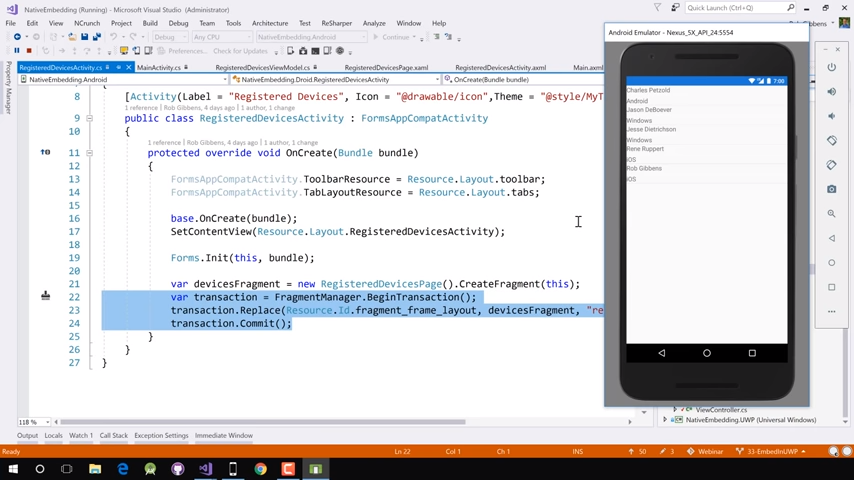 NativeEmbedding (Running) - Microsoft Visual Studio (Administrator)
Quick Launch (Ctrl+Q)
File Edit View NCrunch Project Build Debug Team Tools Architecture Test ReSharper Analyze Window Help
Rob Gibbens
Debug Any CPU NativeEmbedding.Android Continue
Preferences... Check for Updates
RegisteredDevicesActivity.cs MainActivity.cs RegisteredDevicesViewModel.cs RegisteredDevicesPage.xaml RegisteredDevicesActivity.axml Main.axml
NativeEmbedding.Android NativeEmbedding.Droid.RegisteredDevicesActivity OnCreate(Bundle bundle)
Property Manager
8 [Activity(Label = "Registered Devices", Icon = "@drawable/icon",Theme = "@style/MyT
1 reference | Rob Gibbens, 4 days ago | 1 author, 1 change
9 public class RegisteredDevicesActivity : FormsAppCompatActivity
10 {
1 reference | Rob Gibbens, 4 days ago | 1 author, 1 change
11 protected override void OnCreate(Bundle bundle)
12 {
13 FormsAppCompatActivity.ToolbarResource = Resource.Layout.toolbar;
14 FormsAppCompatActivity.TabLayoutResource = Resource.Layout.tabs;
15
16 base.OnCreate(bundle);
17 SetContentView(Resource.Layout.RegisteredDevicesActivity);
18
19 Forms.Init(this, bundle);
20
21 var devicesFragment = new RegisteredDevicesPage().CreateFragment(this);
22 var transaction = FragmentManager.BeginTransaction();
23 transaction.Replace(Resource.Id.fragment_frame_layout, devicesFragment, "re
24 transaction.Commit();
25 }
26 }
27 }
118 %
Android Emulator - Nexus_5X_API_24:5554
7:00
Charles Petzold
Android
Jason DeBoever
Windows
Jesse Dietrichson
Windows
Rene Ruppert
iOS
Rob Gibbens
iOS
ViewController.cs
NativeEmbedding.UWP (Universal Windows)
Output Locals Watch 1 Call Stack Exception Settings Immediate Window
Ready Ln 22 Col 1 Ch 1 INS 50 3 Webinar 33-EmbedInUWP